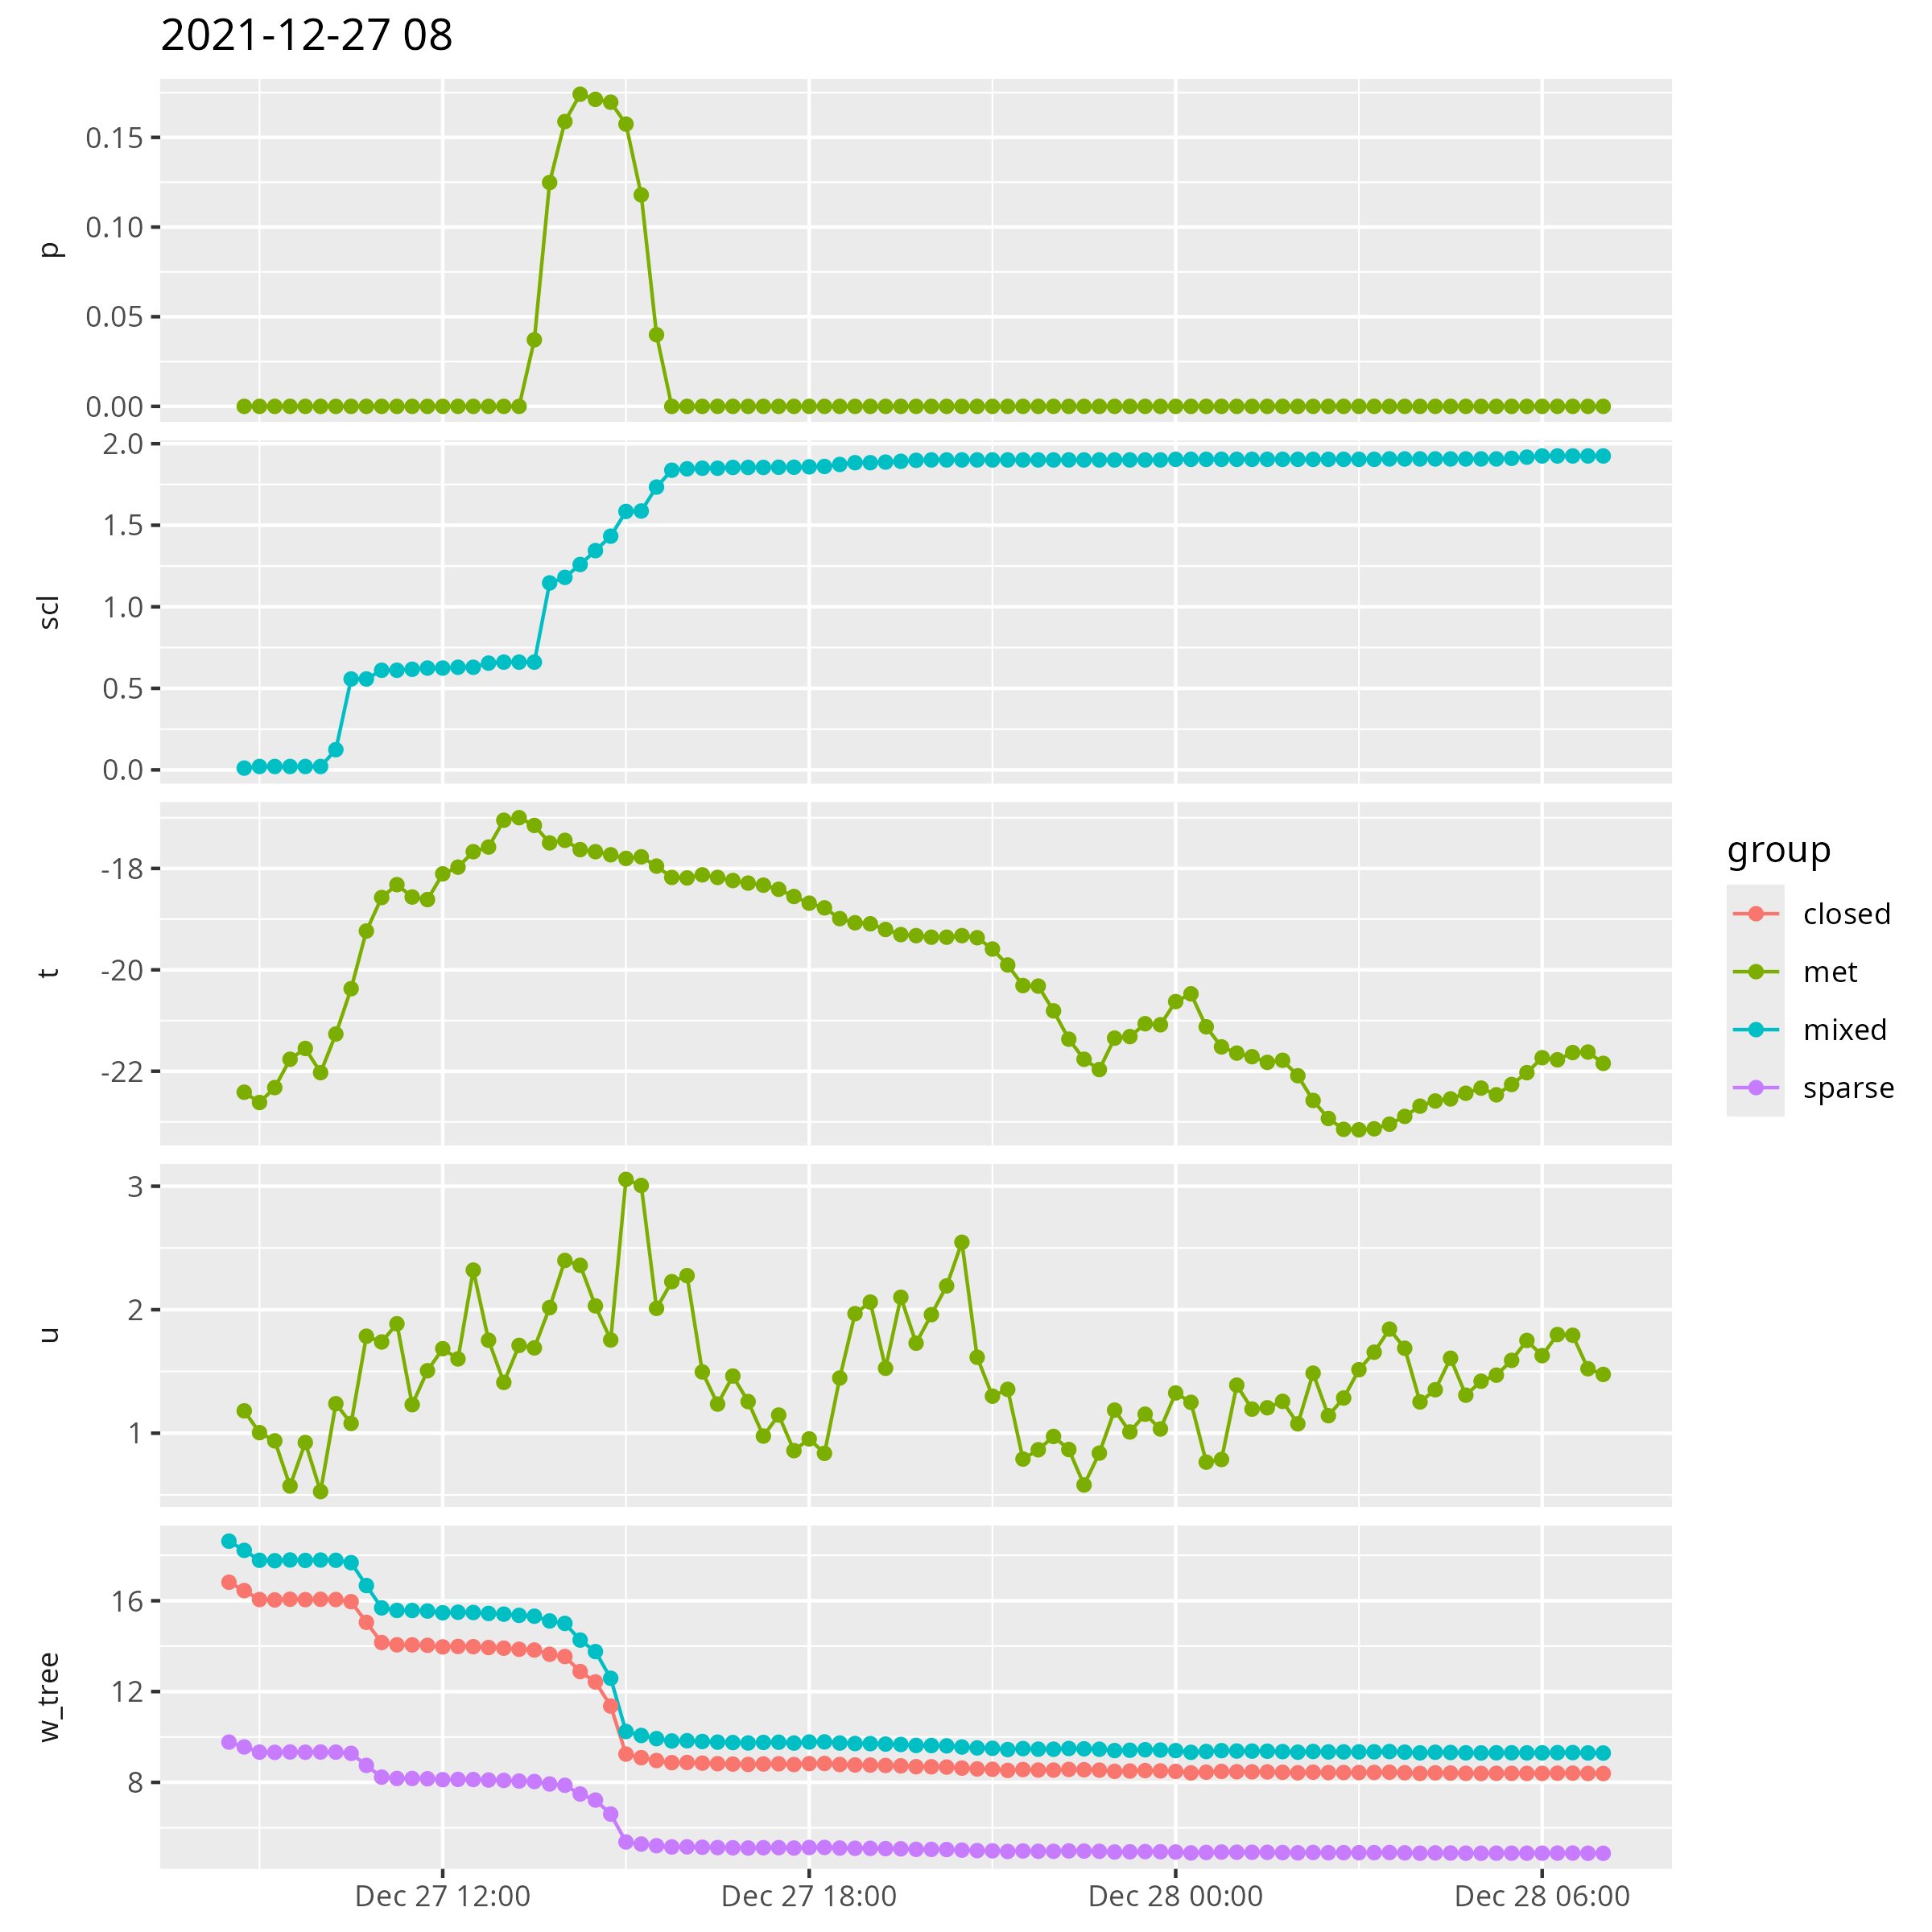 2021-12-27 08
p
0.15
0.10
0.05
0.00
scl
2.0
1.5
1.0
0.5
0.0
t
-18
-20
-22
u
3
2
1
w_tree
16
12
8
Dec 27 12:00
Dec 27 18:00
Dec 28 00:00
Dec 28 06:00
group
closed
met
mixed
sparse